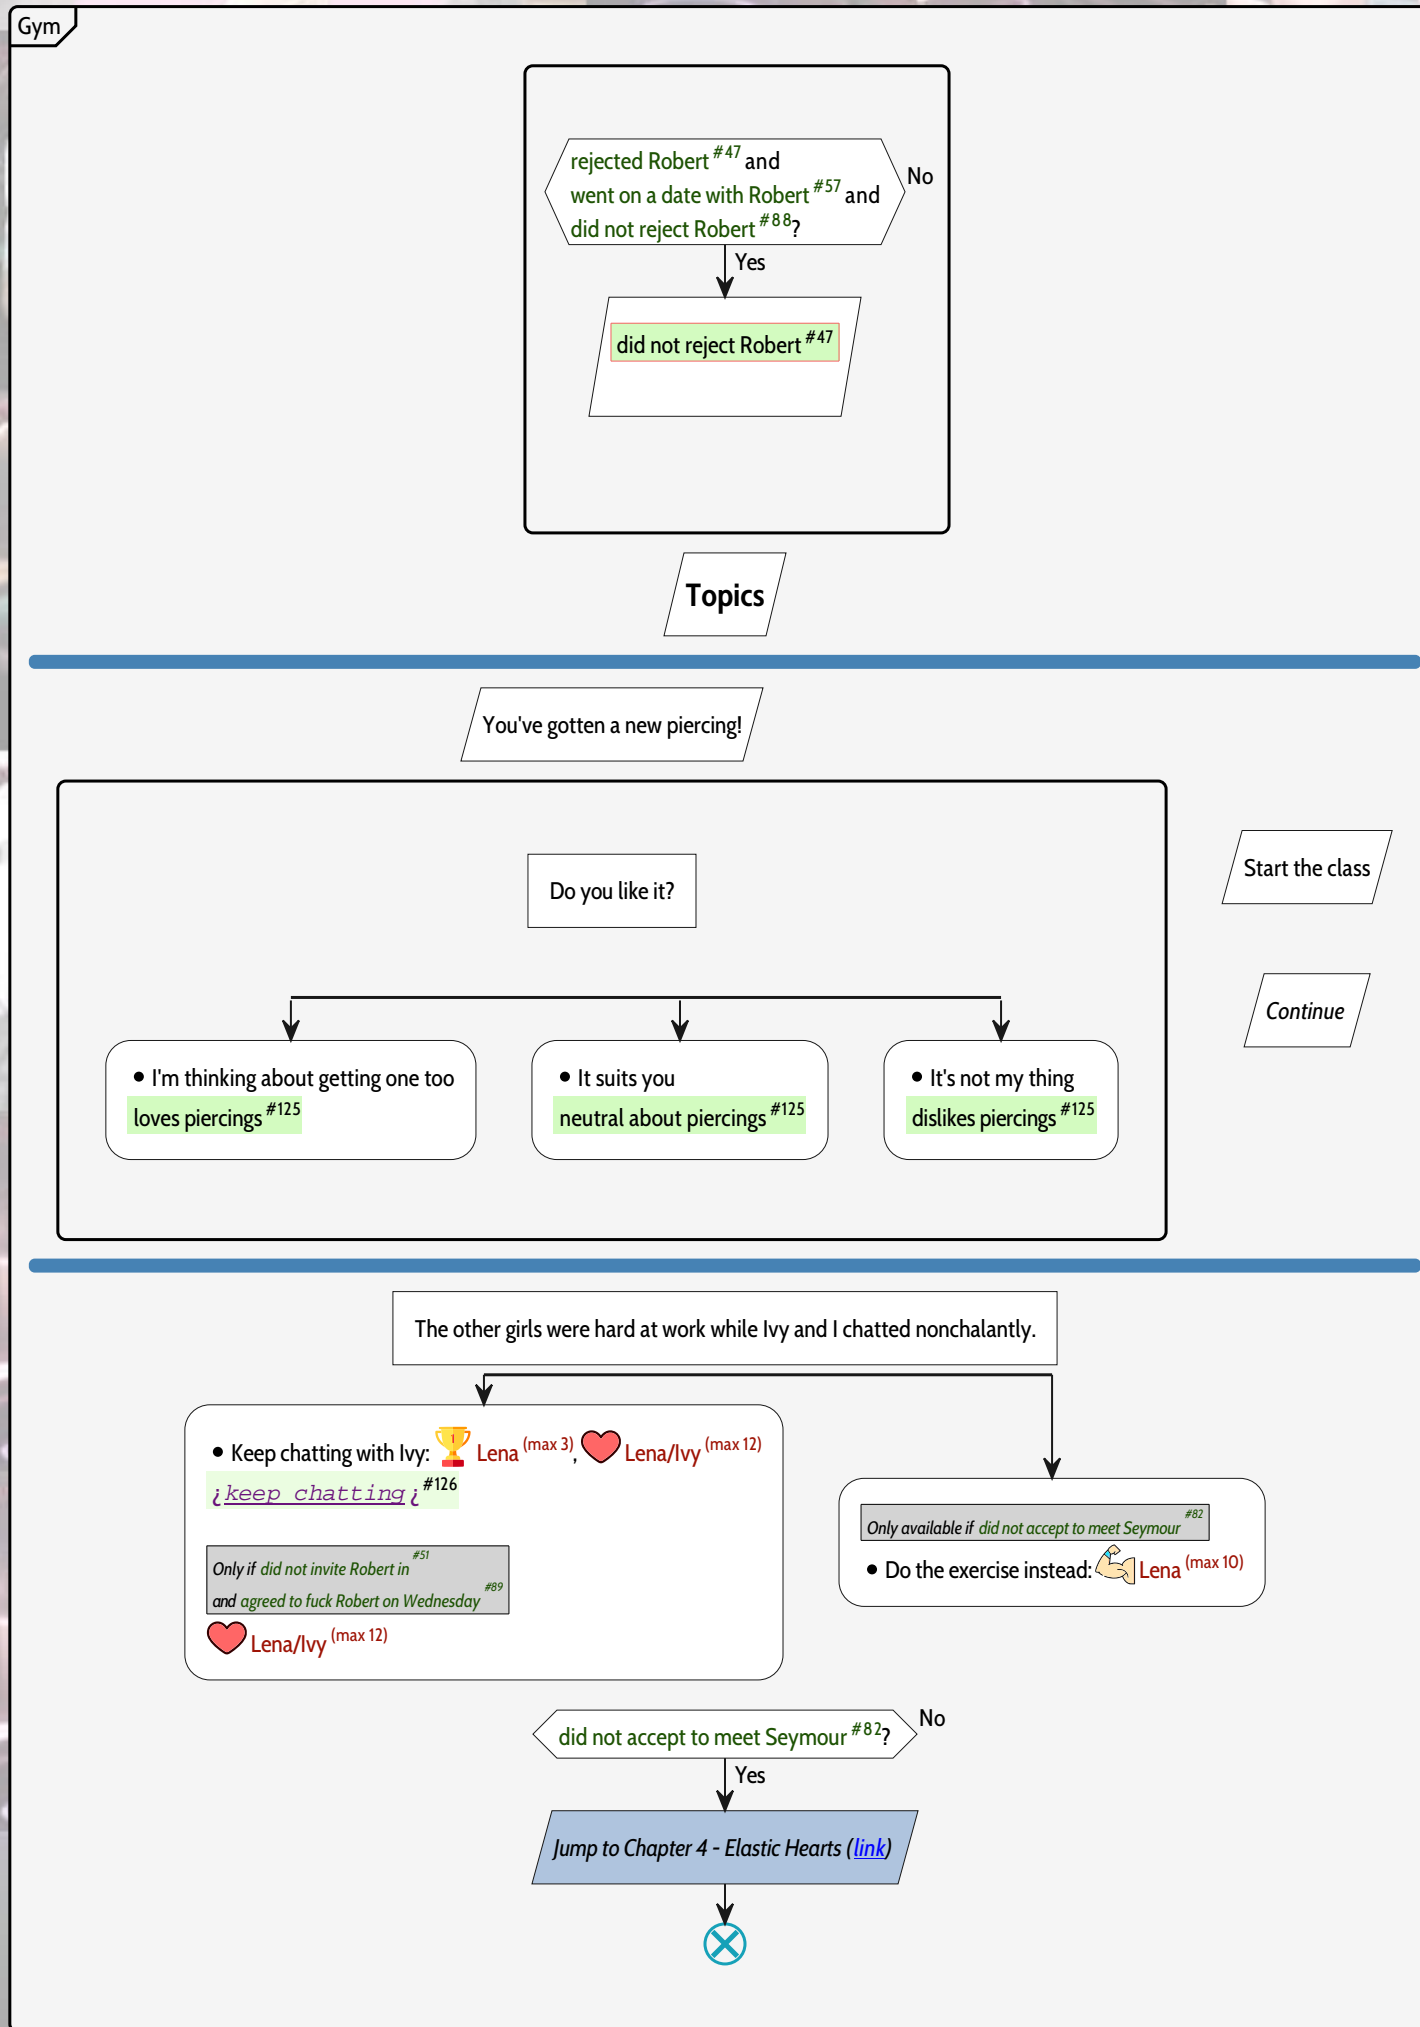 Gym
rejected Robert #47 and
went on a date with Robert #57 and
did not reject Robert #88?
No
Yes
did not reject Robert #47
Topics
You've gotten a new piercing!
Do you like it?
Start the class
Continue
• I'm thinking about getting one too
loves piercings #125
• It suits you
neutral about piercings #125
• It's not my thing
dislikes piercings #125
The other girls were hard at work while Ivy and I chatted nonchalantly.
• Keep chatting with Ivy: 1 Lena (max 3), Lena/Ivy (max 12)
¿keep chatting¿ #126
Only if did not invite Robert in #51
and agreed to fuck Robert on Wednesday #89
Lena/Ivy (max 12)
Only available if did not accept to meet Seymour #82
• Do the exercise instead: Lena (max 10)
did not accept to meet Seymour #82?
No
Yes
Jump to Chapter 4 - Elastic Hearts (link)